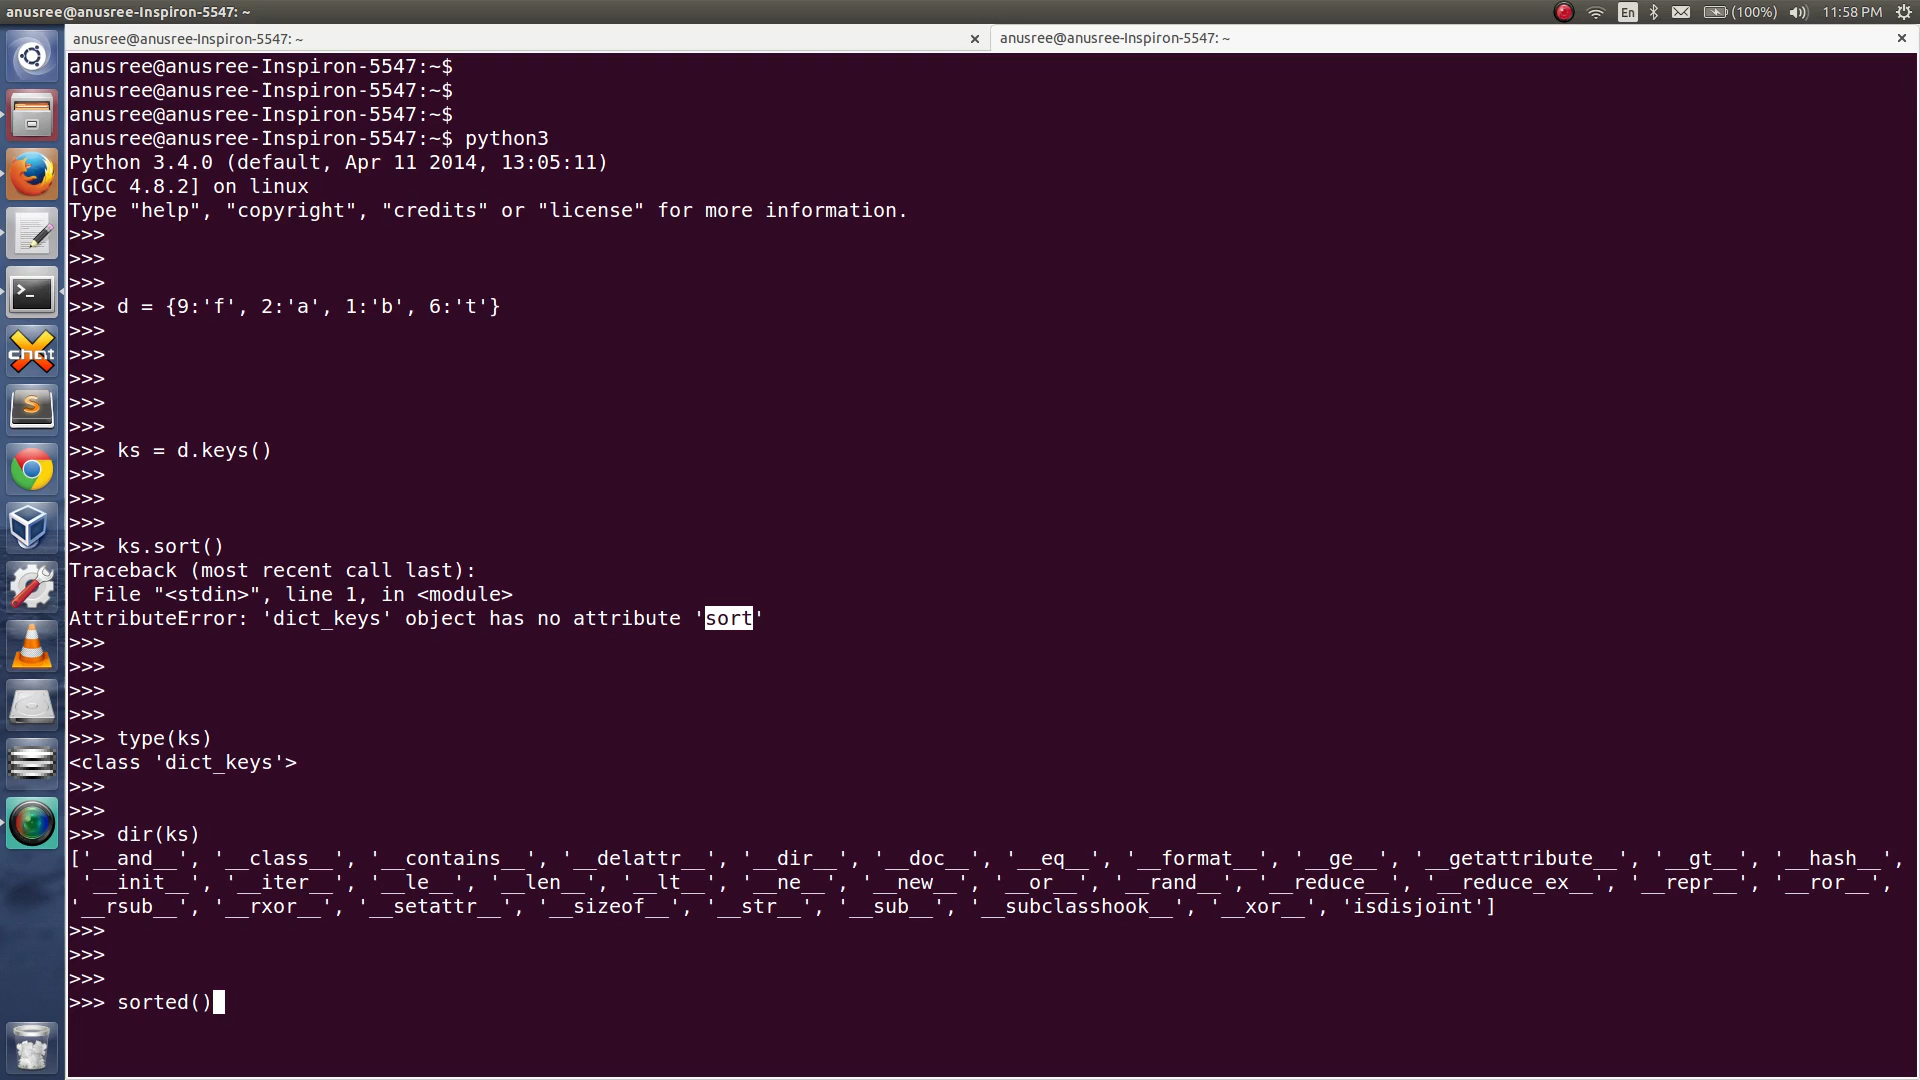 anusree@anusree-Inspiron-5547: ~
En
(100%)
11:58 PM
anusree@anusree-Inspiron-5547: ~
anusree@anusree-Inspiron-5547: ~
anusree@anusree-Inspiron-5547:~$
anusree@anusree-Inspiron-5547:~$
anusree@anusree-Inspiron-5547:~$
anusree@anusree-Inspiron-5547:~$ python3
Python 3.4.0 (default, Apr 11 2014, 13:05:11)
[GCC 4.8.2] on linux
Type "help", "copyright", "credits" or "license" for more information.
>>>
>>>
>>>
>>> d = {9:'f', 2:'a', 1:'b', 6:'t'}
>>>
>>>
>>>
>>>
>>>
>>> ks = d.keys()
>>>
>>>
>>>
>>> ks.sort()
Traceback (most recent call last):
  File "<stdin>", line 1, in <module>
AttributeError: 'dict_keys' object has no attribute 'sort'
>>>
>>>
>>>
>>>
>>> type(ks)
<class 'dict_keys'>
>>>
>>>
>>> dir(ks)
['__and__', '__class__', '__contains__', '__delattr__', '__dir__', '__doc__', '__eq__', '__format__', '__ge__', '__getattribute__', '__gt__', '__hash__',
 '__init__', '__iter__', '__le__', '__len__', '__lt__', '__ne__', '__new__', '__or__', '__rand__', '__reduce__', '__reduce_ex__', '__repr__', '__ror__',
'__rsub__', '__rxor__', '__setattr__', '__sizeof__', '__str__', '__sub__', '__subclasshook__', '__xor__', 'isdisjoint']
>>>
>>>
>>>
>>> sorted()
chat
S